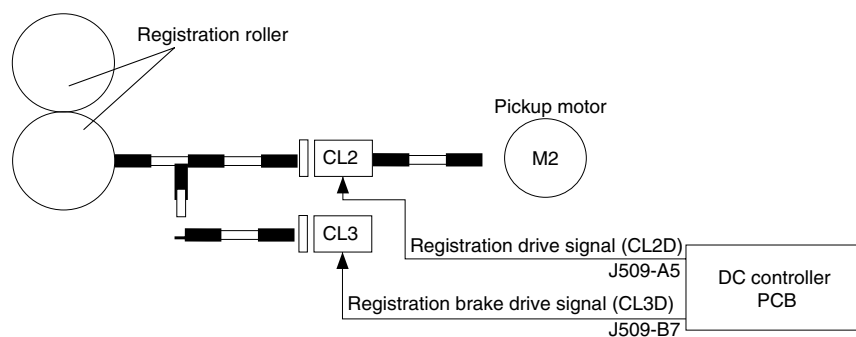 Registration roller
Pickup motor
CL2
M2
CL3
Registration drive signal (CL2D)
J509-A5
Registration brake drive signal (CL3D)
J509-B7
DC controller
PCB